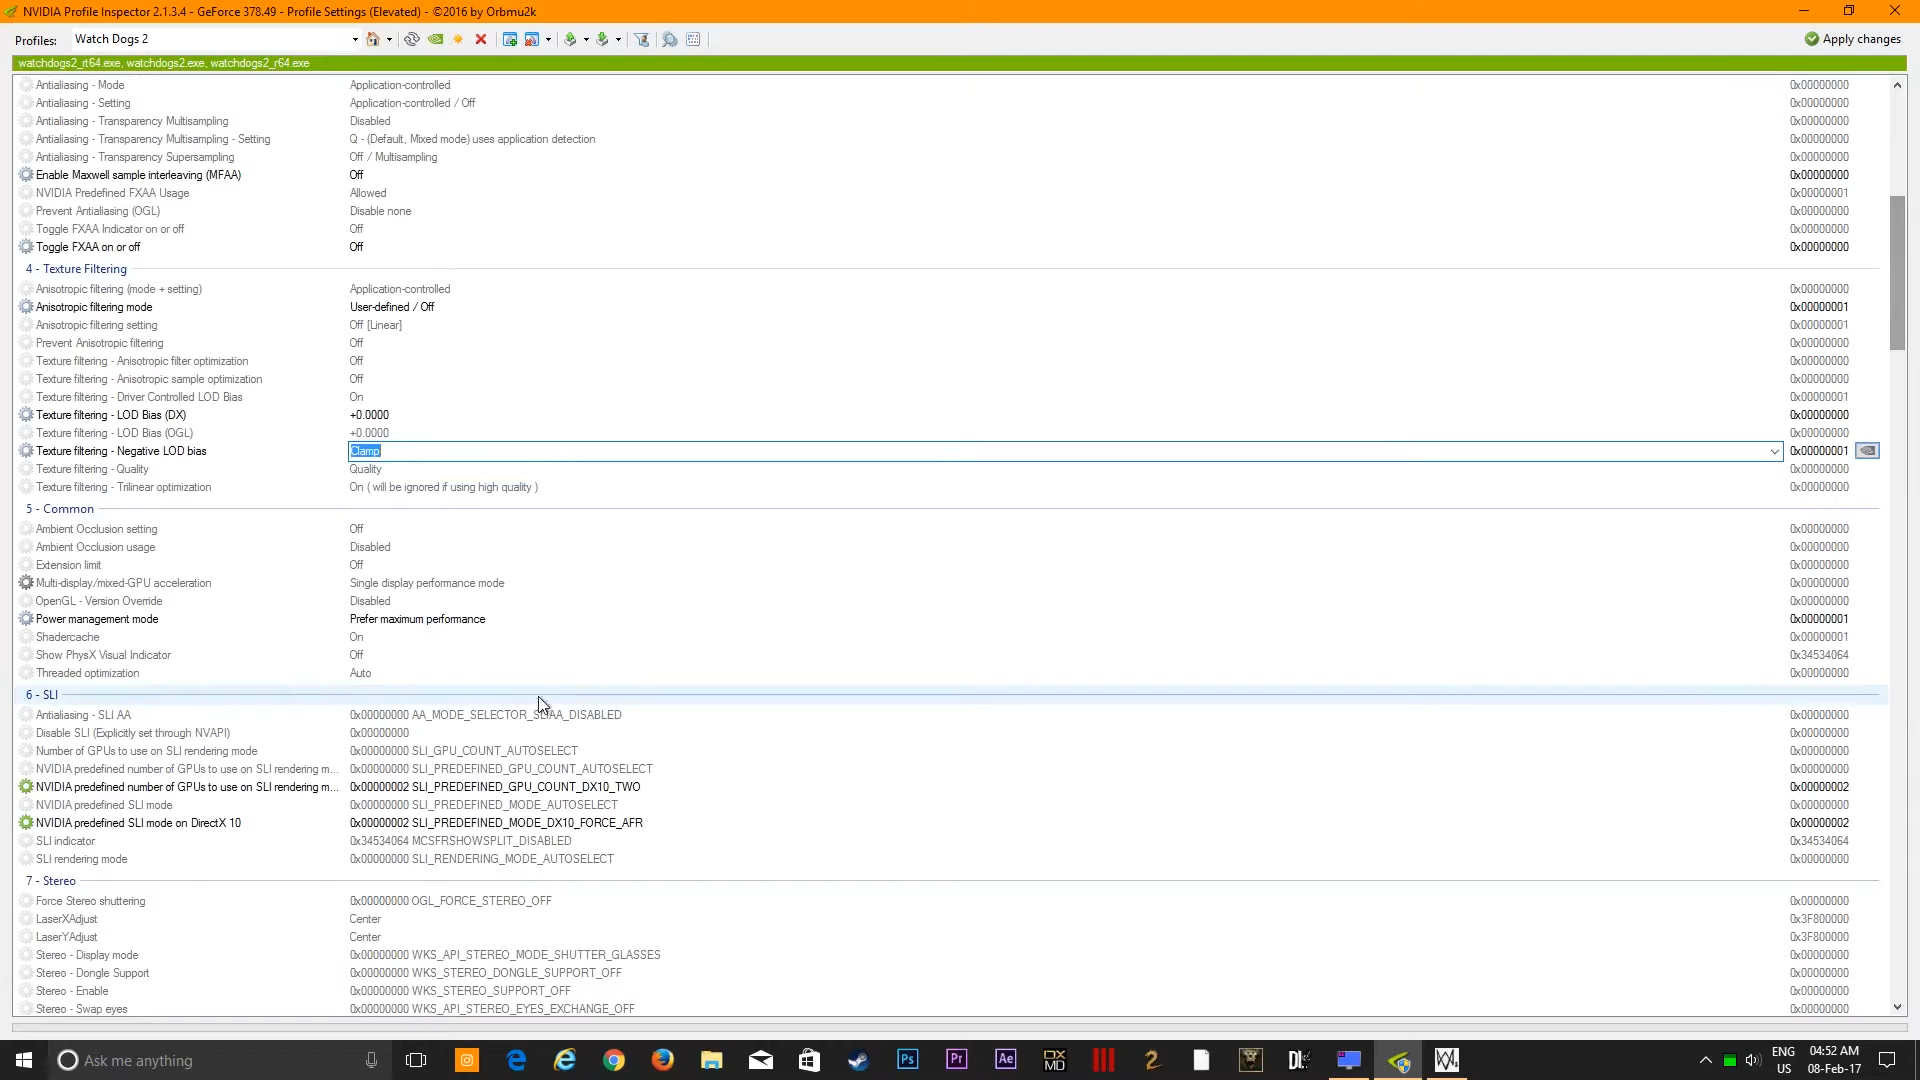 NVIDIA Profile Inspector 2.1.3.4 - GeForce 378.49 - Profile Settings (Elevated) - ©2016 by Orbmu2k
Profiles: Watch Dogs 2 Apply changes
watchdogs2_rt64.exe, watchdogs2.exe, watchdogs2_r64.exe
Antialiasing - Mode Application-controlled 0x00000000
Antialiasing - Setting Application-controlled / Off 0x00000000
Antialiasing - Transparency Multisampling Disabled 0x00000000
Antialiasing - Transparency Multisampling - Setting Q - (Default, Mixed mode) uses application detection 0x00000000
Antialiasing - Transparency Supersampling Off / Multisampling 0x00000000
Enable Maxwell sample interleaving (MFAA) Off 0x00000000
NVIDIA Predefined FXAA Usage Allowed 0x00000001
Prevent Antialiasing (OGL) Disable none 0x00000000
Toggle FXAA Indicator on or off Off 0x00000000
Toggle FXAA on or off Off 0x00000000
4 - Texture Filtering
Anisotropic filtering (mode + setting) Application-controlled 0x00000000
Anisotropic filtering mode User-defined / Off 0x00000001
Anisotropic filtering setting Off [Linear] 0x00000001
Prevent Anisotropic filtering Off 0x00000000
Texture filtering - Anisotropic filter optimization Off 0x00000000
Texture filtering - Anisotropic sample optimization Off 0x00000000
Texture filtering - Driver Controlled LOD Bias On 0x00000001
Texture filtering - LOD Bias (DX) +0.0000 0x00000000
Texture filtering - LOD Bias (OGL) +0.0000 0x00000000
Texture filtering - Negative LOD bias Clamp 0x00000001
Texture filtering - Quality Quality 0x00000000
Texture filtering - Trilinear optimization On ( will be ignored if using high quality ) 0x00000000
5 - Common
Ambient Occlusion setting Off 0x00000000
Ambient Occlusion usage Disabled 0x00000000
Extension limit Off 0x00000000
Multi-display/mixed-GPU acceleration Single display performance mode 0x00000000
OpenGL - Version Override Disabled 0x00000000
Power management mode Prefer maximum performance 0x00000001
Shadercache On 0x00000001
Show PhysX Visual Indicator Off 0x34534064
Threaded optimization Auto 0x00000000
6 - SLI
Antialiasing - SLI AA 0x00000000 AA_MODE_SELECTOR_SLIAA_DISABLED 0x00000000
Disable SLI (Explicitly set through NVAPI) 0x00000000 0x00000000
Number of GPUs to use on SLI rendering mode 0x00000000 SLI_GPU_COUNT_AUTOSELECT 0x00000000
NVIDIA predefined number of GPUs to use on SLI rendering m... 0x00000000 SLI_PREDEFINED_GPU_COUNT_AUTOSELECT 0x00000000
NVIDIA predefined number of GPUs to use on SLI rendering m... 0x00000002 SLI_PREDEFINED_GPU_COUNT_DX10_TWO 0x00000002
NVIDIA predefined SLI mode 0x00000000 SLI_PREDEFINED_MODE_AUTOSELECT 0x00000000
NVIDIA predefined SLI mode on DirectX 10 0x00000002 SLI_PREDEFINED_MODE_DX10_FORCE_AFR 0x00000002
SLI indicator 0x34534064 MCSFRSHOWSPLIT_DISABLED 0x34534064
SLI rendering mode 0x00000000 SLI_RENDERING_MODE_AUTOSELECT 0x00000000
7 - Stereo
Force Stereo shuttering 0x00000000 OGL_FORCE_STEREO_OFF 0x00000000
LaserXAdjust Center 0x3F800000
LaserYAdjust Center 0x3F800000
Stereo - Display mode 0x00000000 WKS_API_STEREO_MODE_SHUTTER_GLASSES 0x00000000
Stereo - Dongle Support 0x00000000 WKS_STEREO_DONGLE_SUPPORT_OFF 0x00000000
Stereo - Enable 0x00000000 WKS_STEREO_SUPPORT_OFF 0x00000000
Stereo - Swap eyes 0x00000000 WKS_API_STEREO_EYES_EXCHANGE_OFF 0x00000000
Ask me anything Ps Pr Ae DX MD 2 ENG 04:52 AM
US 08-Feb-17